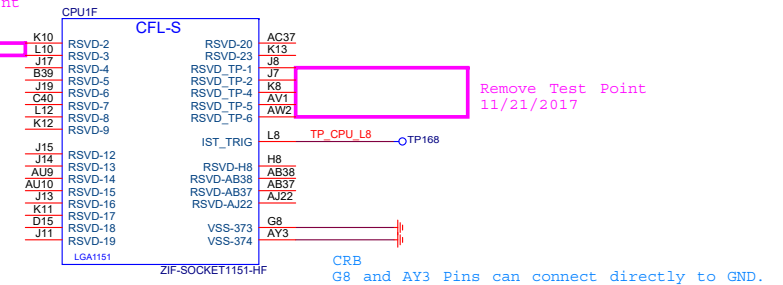 nt
CPU1F
CFL-S
K10 RSVD-2 RSVD-20 AC37
L10 RSVD-3 RSVD-23 K13
J17 RSVD-4 RSVD_TP-1 J8
B39 RSVD-5 RSVD_TP-2 J7
J19 RSVD-6 RSVD_TP-4 K8
C40 RSVD-7 RSVD_TP-5 AV1
L12 RSVD-8 RSVD_TP-6 AW2
K12 RSVD-9
Remove Test Point
11/21/2017
IST_TRIG L8 TP_CPU_L8 TP168
J15 RSVD-12
J14 RSVD-13 RSVD-H8 H8
AU9 RSVD-14 RSVD-AB38 AB38
AU10 RSVD-15 RSVD-AB37 AB37
J13 RSVD-16 RSVD-AJ22 AJ22
K11 RSVD-17
D15 RSVD-18 VSS-373 G8
J11 RSVD-19 VSS-374 AY3
LGA1151
ZIF-SOCKET1151-HF
CRB
G8 and AY3 Pins can connect directly to GND.